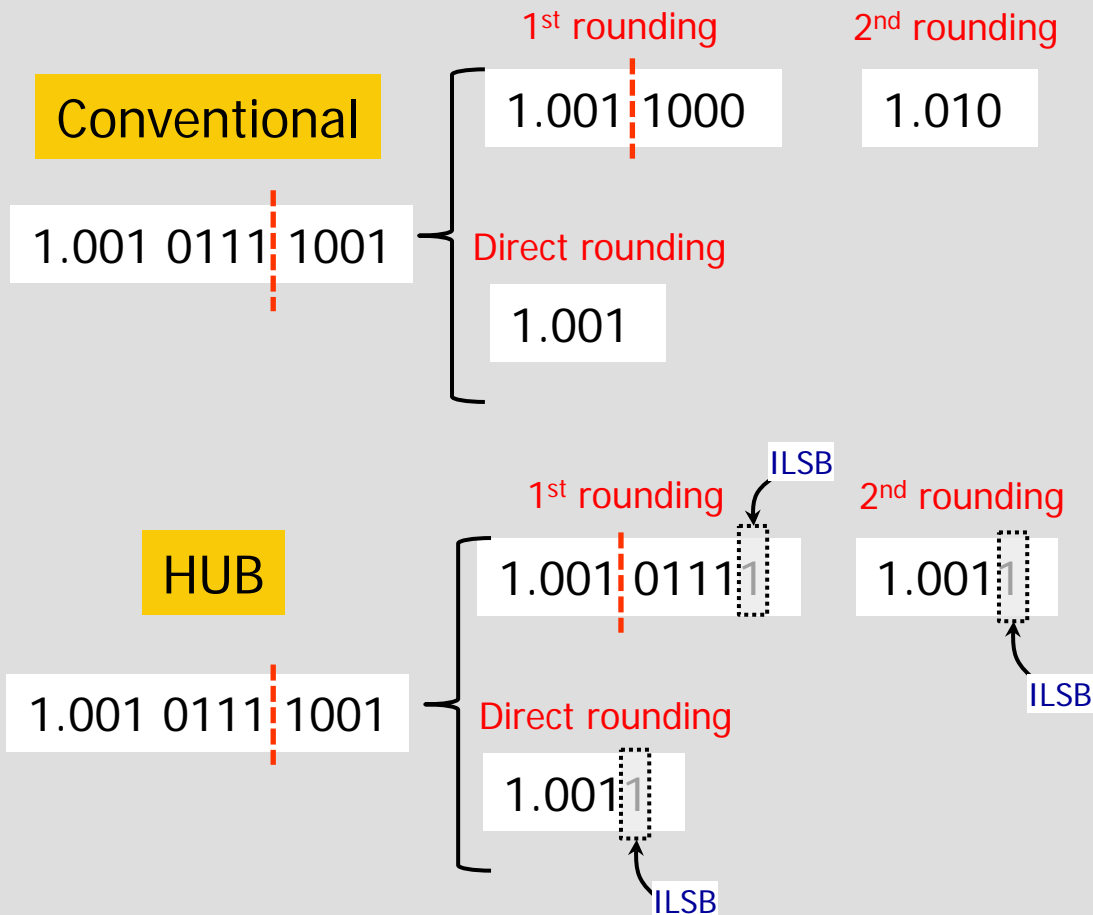 1st rounding 2nd rounding
Conventional
1.001 1000 1.010
1.001 0111 1001
Direct rounding
1.001
ILSB
1st rounding 2nd rounding
HUB
1.001 01111 1.0011
ILSB
1.001 0111 1001
Direct rounding
1.0011
ILSB